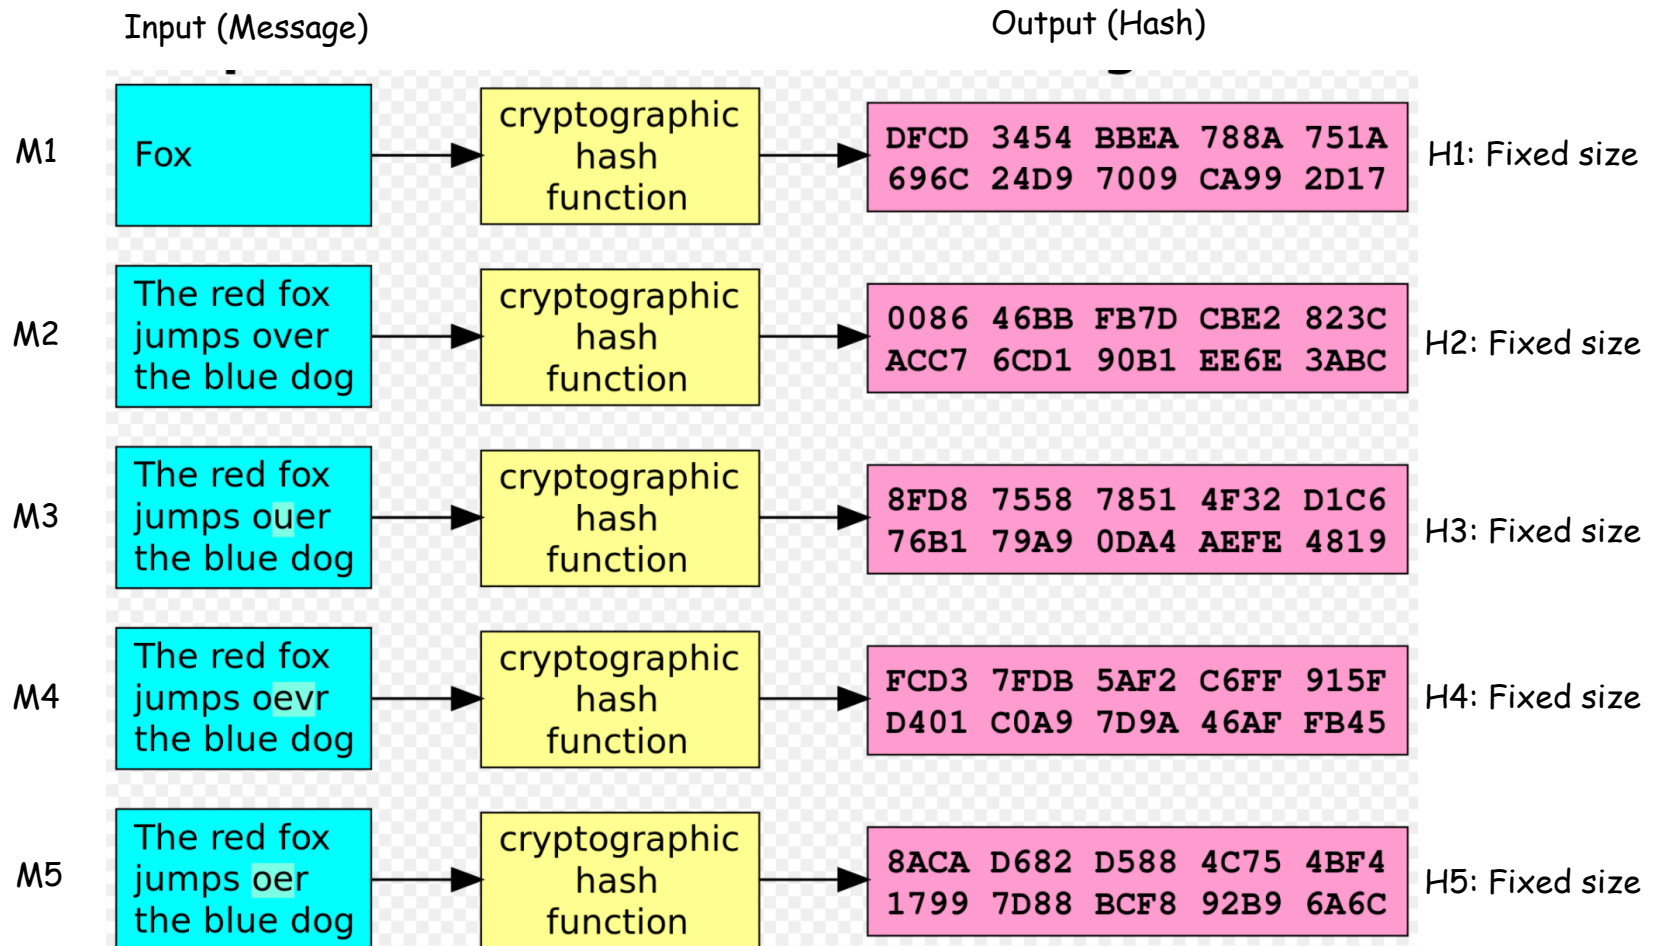 Input (Message)
Output (Hash)
M1
Fox
cryptographic
hash
function
DFCD 3454 BBEA 788A 751A
696C 24D9 7009 CA99 2D17
H1: Fixed size
M2
The red fox
jumps over
the blue dog
cryptographic
hash
function
0086 46BB FB7D CBE2 823C
ACC7 6CD1 90B1 EE6E 3ABC
H2: Fixed size
M3
The red fox
jumps ouer
the blue dog
cryptographic
hash
function
8FD8 7558 7851 4F32 D1C6
76B1 79A9 0DA4 AEFE 4819
H3: Fixed size
M4
The red fox
jumps oevr
the blue dog
cryptographic
hash
function
FCD3 7FDB 5AF2 C6FF 915F
D401 C0A9 7D9A 46AF FB45
H4: Fixed size
M5
The red fox
jumps oer
the blue dog
cryptographic
hash
function
8ACA D682 D588 4C75 4BF4
1799 7D88 BCF8 92B9 6A6C
H5: Fixed size